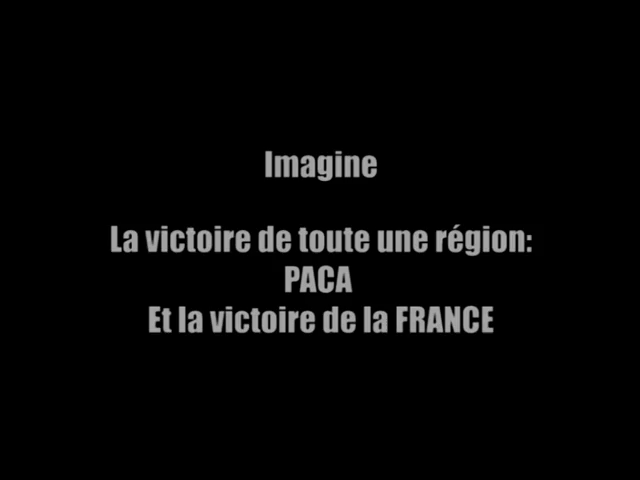 Imagine
La victoire de toute une région:
PACA
Et la victoire de la FRANCE